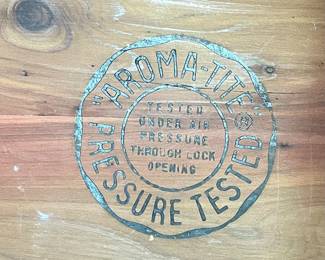 "AROMA-TITE"®
TESTED
UNDER AIR
PRESSURE
THROUGH LOCK
OPENING
PRESSURE TESTED